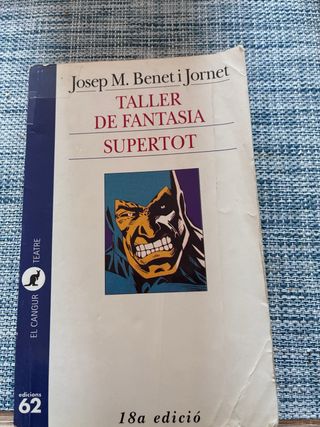 Josep M. Benet i Jornet
TALLER
DE FANTASIA
SUPERTOT
EL CANGUR
TEATRE
edicions
62
18a edició